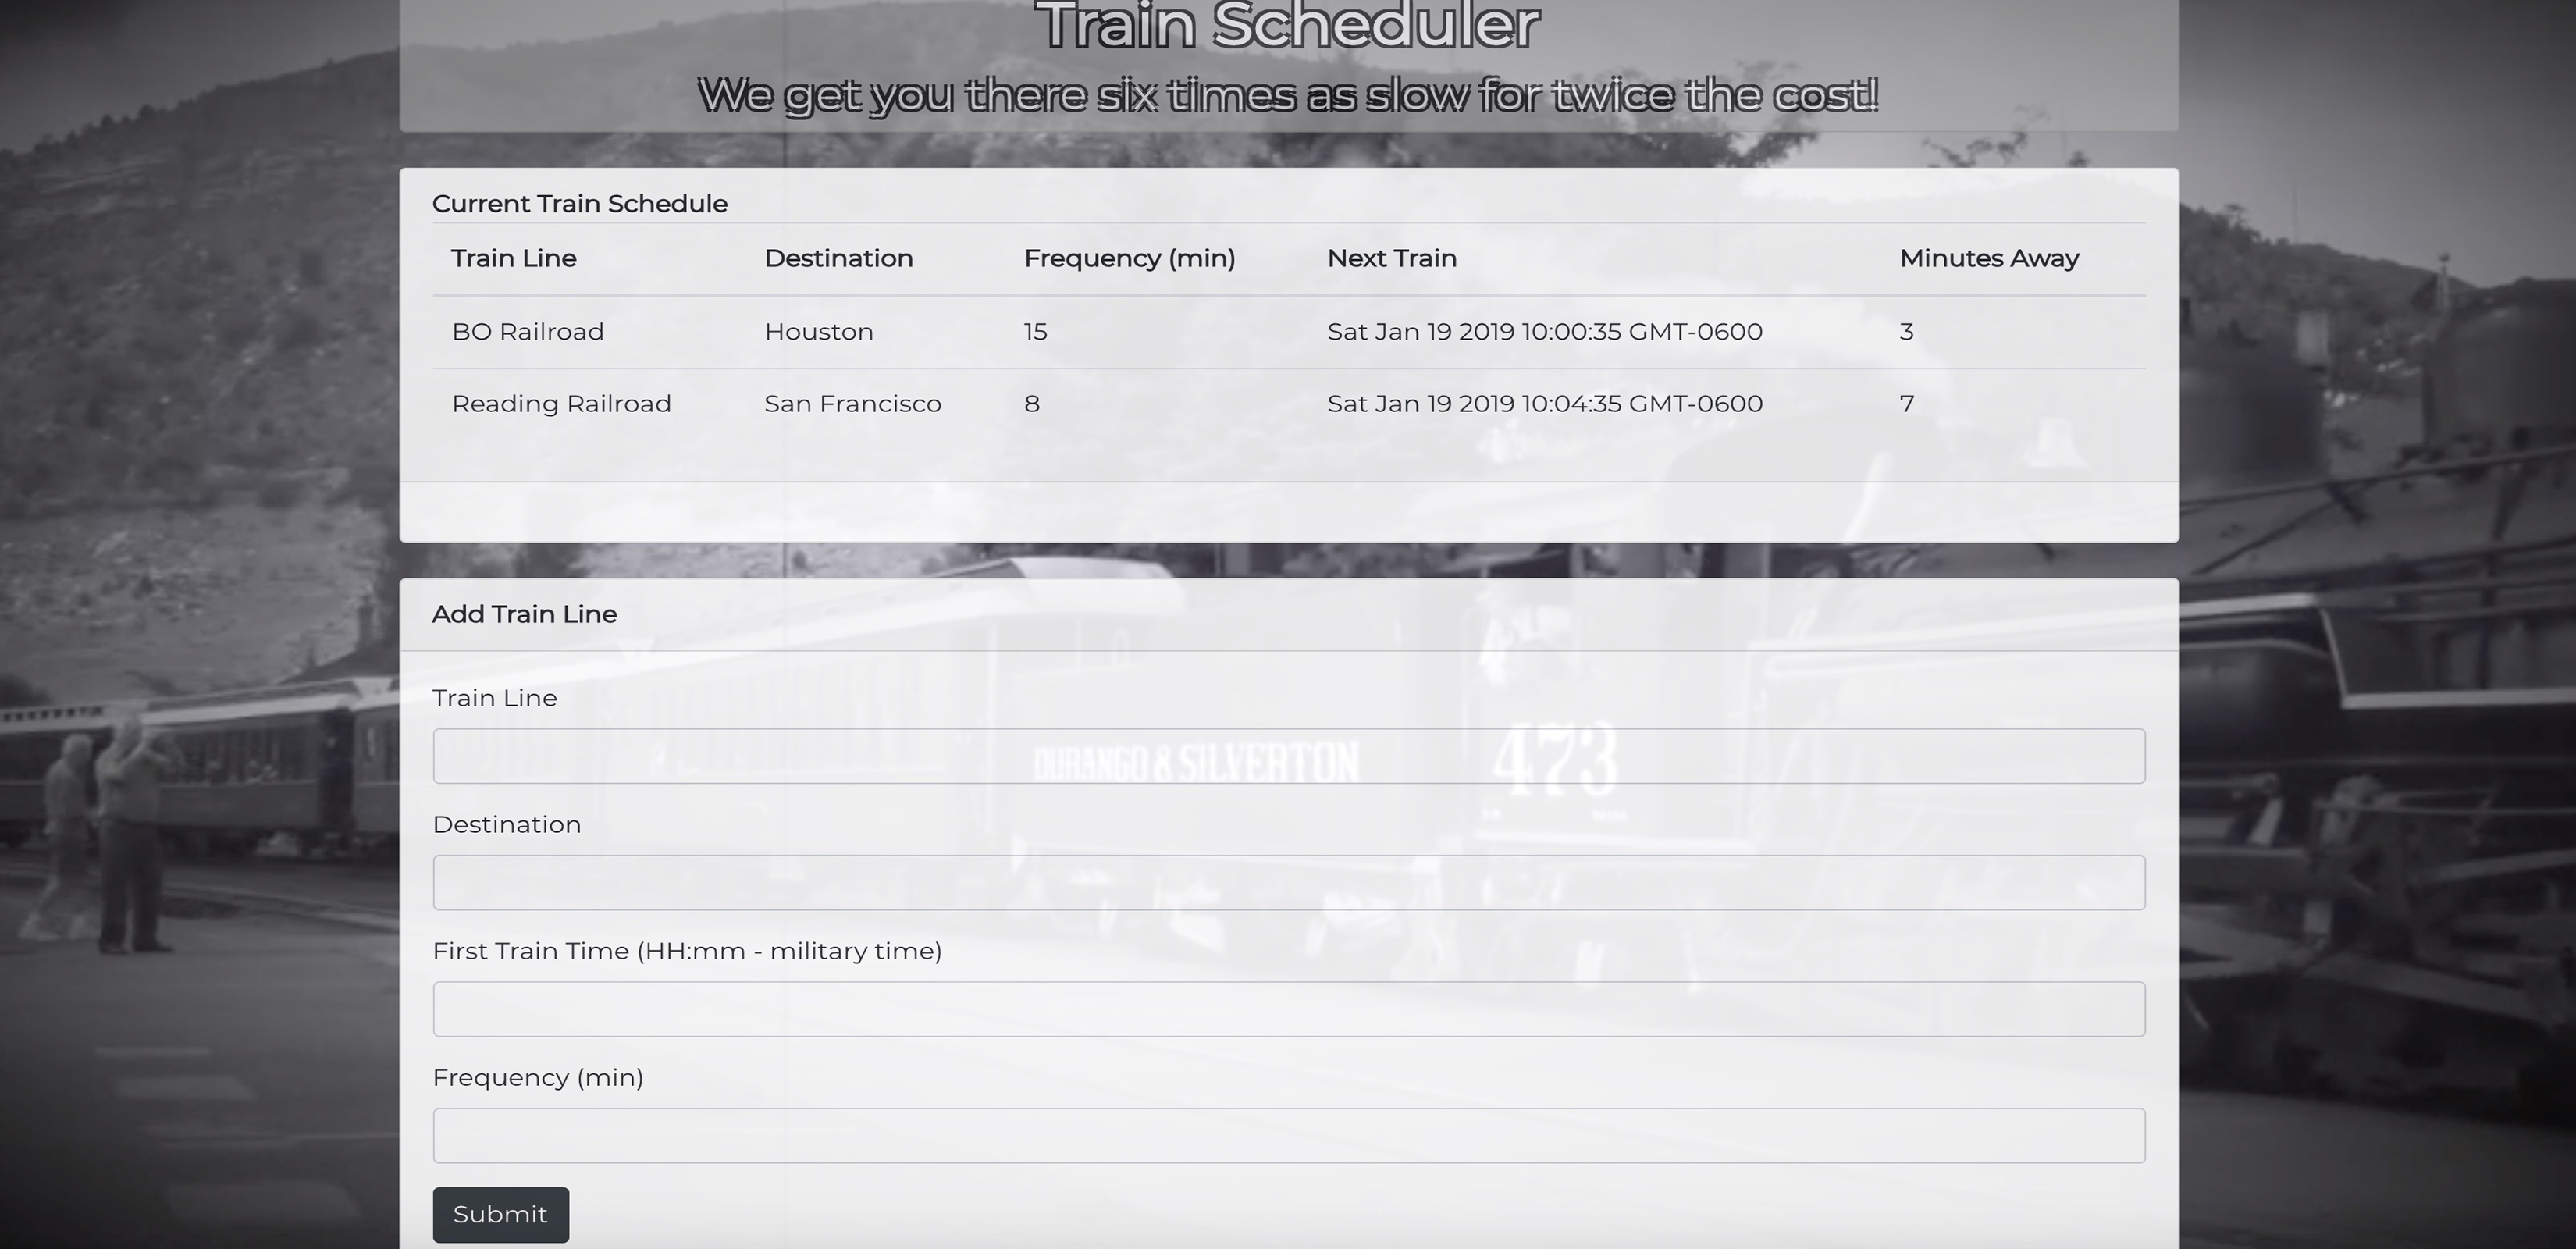 Train Scheduler
We get you there six times as slow for twice the cost!
Current Train Schedule
Train Line Destination Frequency (min) Next Train Minutes Away
BO Railroad Houston 15 Sat Jan 19 2019 10:00:35 GMT-0600 3
Reading Railroad San Francisco 8 Sat Jan 19 2019 10:04:35 GMT-0600 7
Add Train Line
Train Line
DURANGO & SILVERTON 473
Destination
First Train Time (HH:mm - military time)
Frequency (min)
Submit